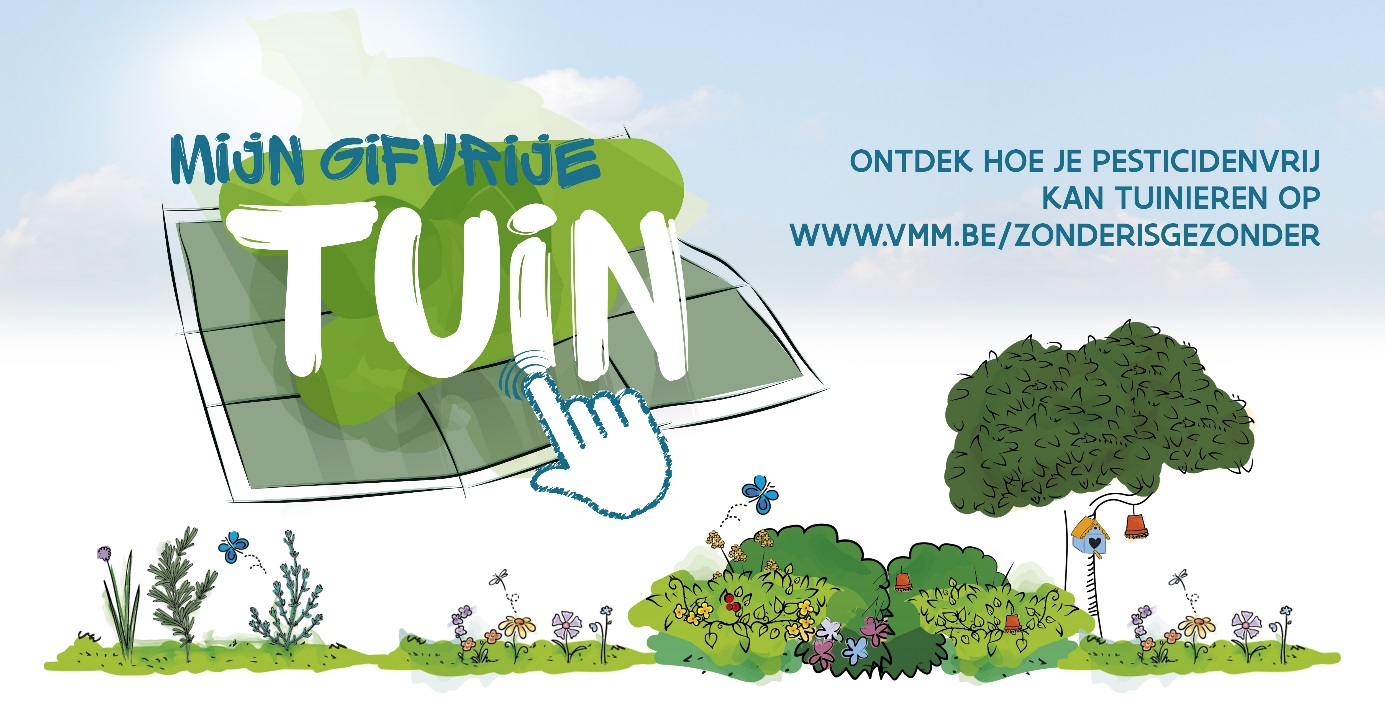 MIJN GIFVRIJE
TUIN
ONTDEK HOE JE PESTICIDENVRIJ
KAN TUINIEREN OP
WWW.VMM.BE/ZONDERISGEZONDER